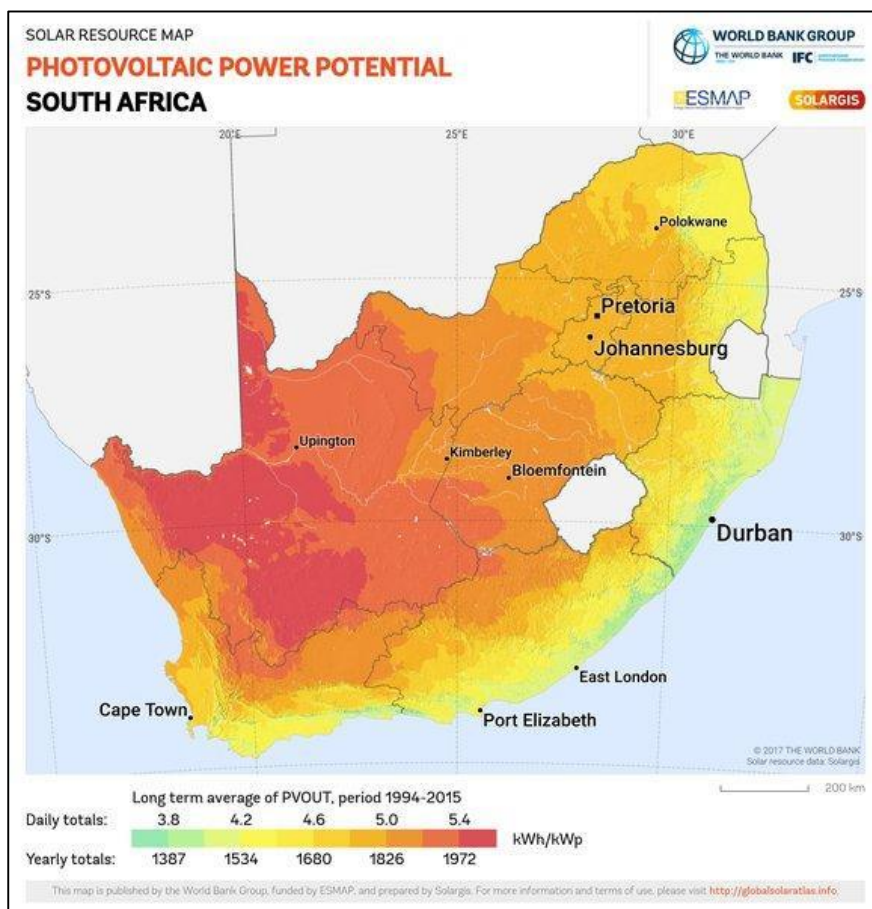 SOLAR RESOURCE MAP
PHOTOVOLTAIC POWER POTENTIAL
SOUTH AFRICA
WORLD BANK GROUP
THE WORLD BANK
IFC
ESMAP
SOLARGIS
20°E
25°E
30°E
Polokwane
25°S
25°S
Pretoria
Johannesburg
Upington
Kimberley
Bloemfontein
Durban
30°S
30°S
East London
Cape Town
Port Elizabeth
© 2017 THE WORLD BANK
Solar resource data: Solargis
200 km
Long term average of PVOUT, period 1994-2015
Daily totals: 3.8 4.2 4.6 5.0 5.4
kWh/kWp
Yearly totals: 1387 1534 1680 1826 1972
This map is published by the World Bank Group, funded by ESMAP, and prepared by Solargis. For more information and terms of use, please visit http://globalsolaratlas.info.